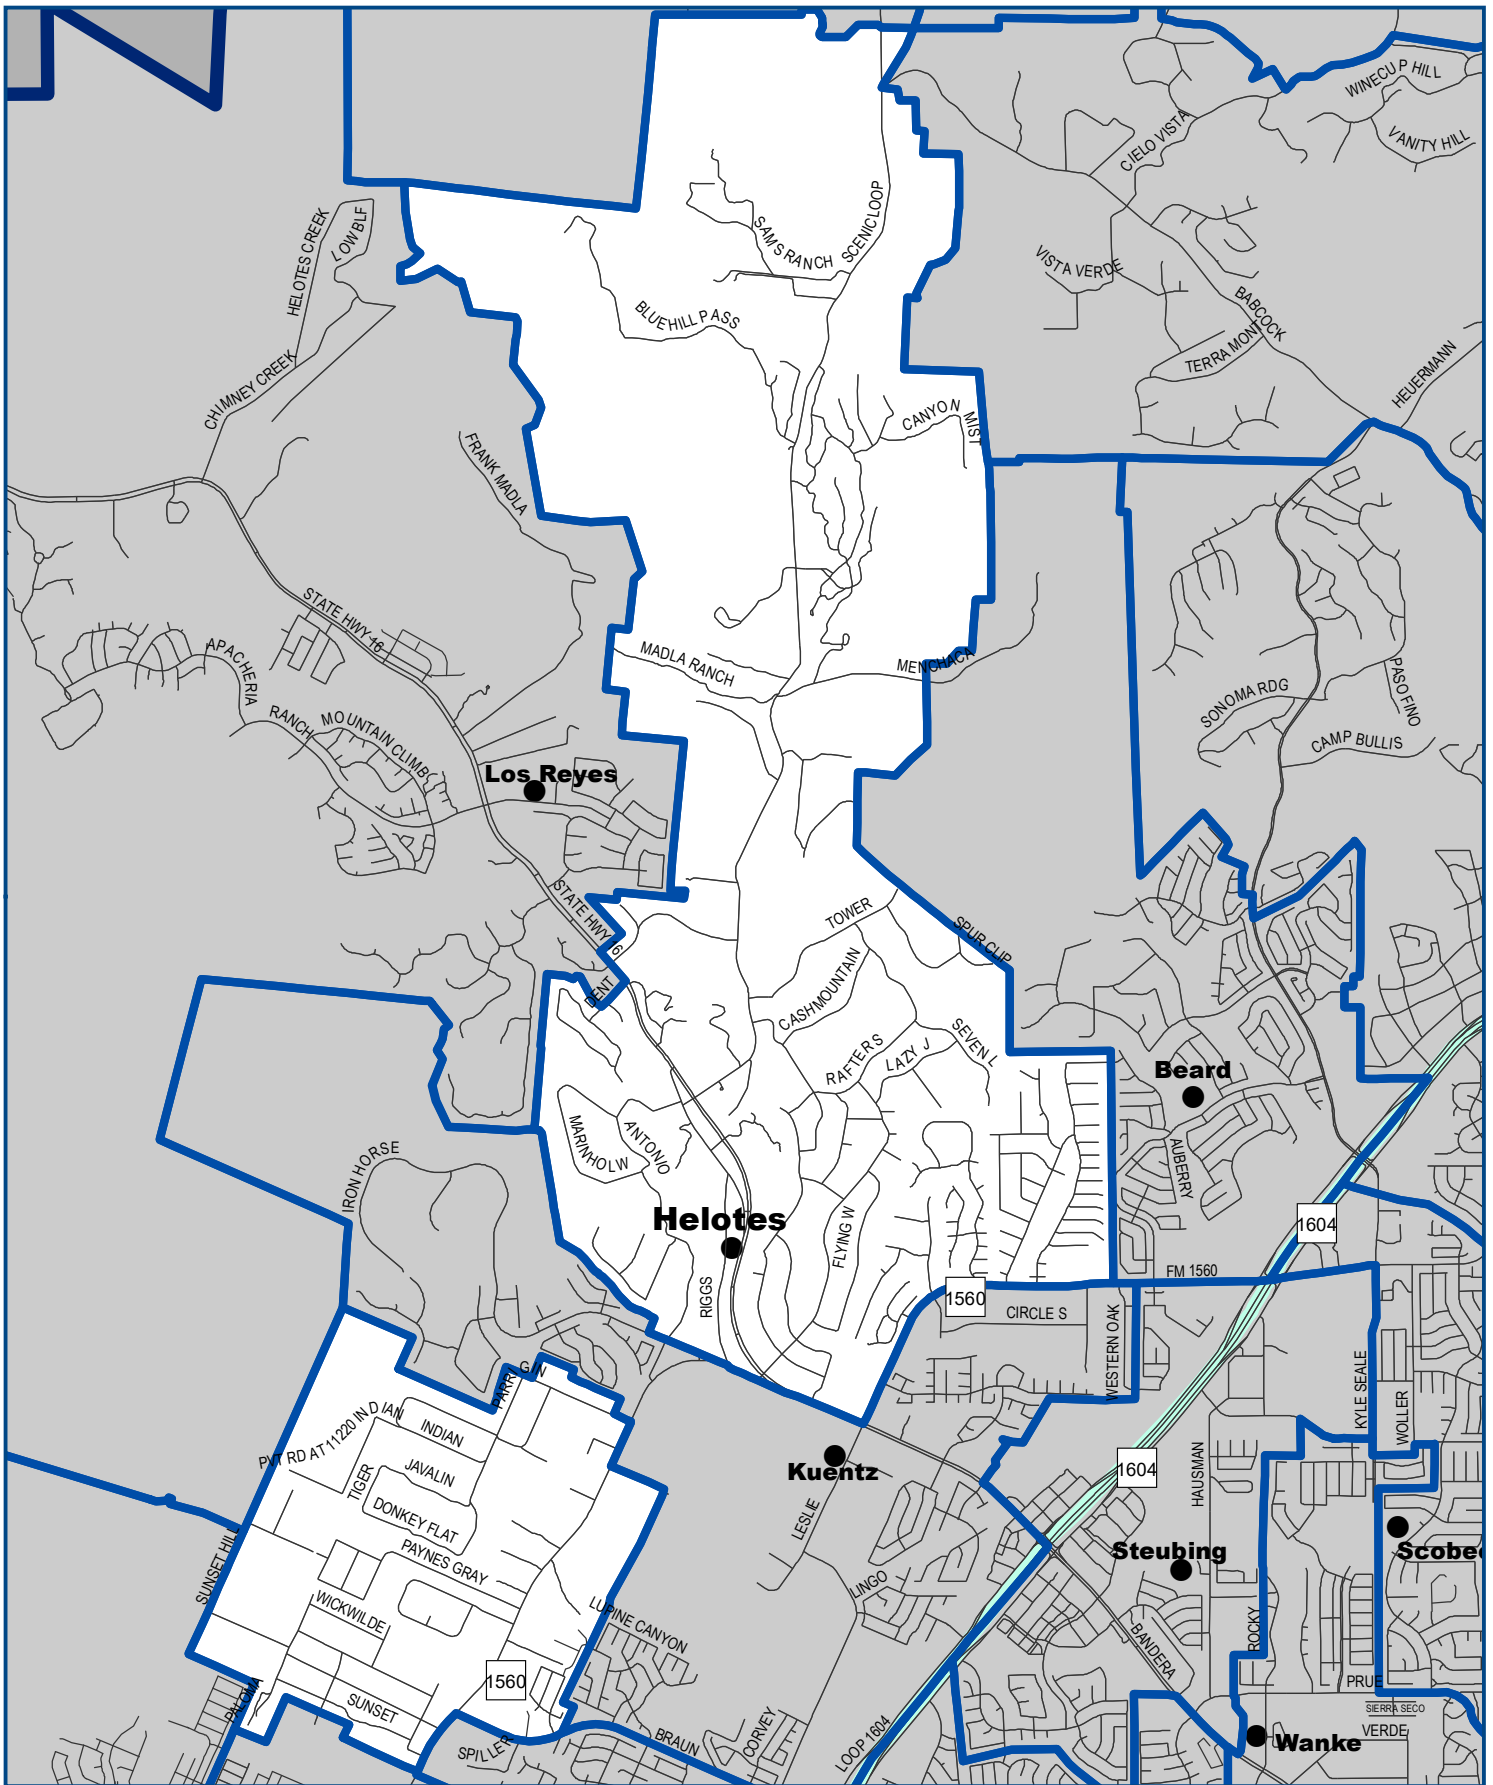 WINECUP HILL
VANITY HILL
CIELO VISTA
HELOTES CREEK
LOW BLF
SAMS RANCH
SCENIC LOOP
VISTA VERDE
BLUEHILL PASS
BABCOCK
TERRA MONT
HEUERMANN
CHIMNEY CREEK
CANYON MIST
FRANK MADLA
STATE HWY 16
APACHERIA
MADLA RANCH
MENCHACA
PASO FINO
SONOMA RDG
RANCH
MOUNTAIN CLIMB
CAMP BULLIS
Los Reyes
STATE HWY 16
TOWER
SPUR CLIP
DENT
CASHMOUNTAIN
RAFTERS
LAZY J
SEVEN L
Beard
MARINHOLW
ANTONIO
AUBERRY
IRON HORSE
Helotes
FLYING W
1604
RIGGS
FM 1560
1560
CIRCLE S
WESTERN OAK
KYLE SEALE
WOLLER
PARRIGIN
PVT RD AT 11220 INDIAN
INDIAN
JAVALIN
TIGER
DONKEY FLAT
Kuentz
1604
HAUSMAN
LESLIE
PAYNES GRAY
SUNSET HILL
Steubing
Scobee
LINGO
WICKWILDE
LUPINE CANYON
ROCKY
BANDERA
1560
PRUE
PALOMA
SUNSET
SIERRA SECO
VERDE
SPILLER
BRAUN
CORVEY
LOOP 1604
Wanke